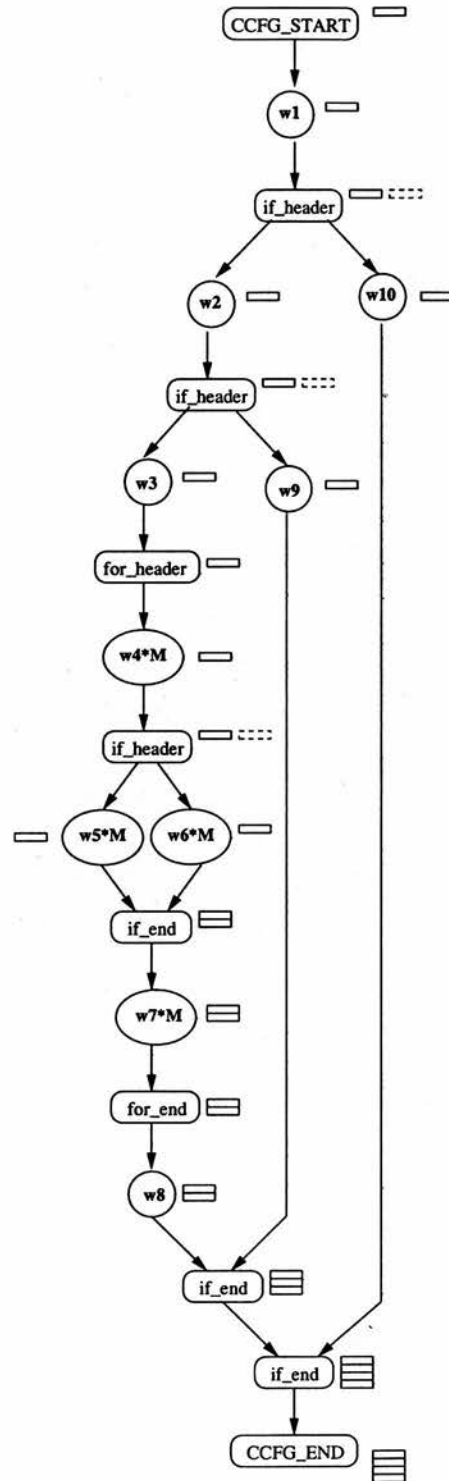 CCFG_START
w1
if_header
w2
w10
if_header
w3
w9
for_header
w4*M
if_header
w5*M
w6*M
if_end
w7*M
for_end
w8
if_end
if_end
CCFG_END